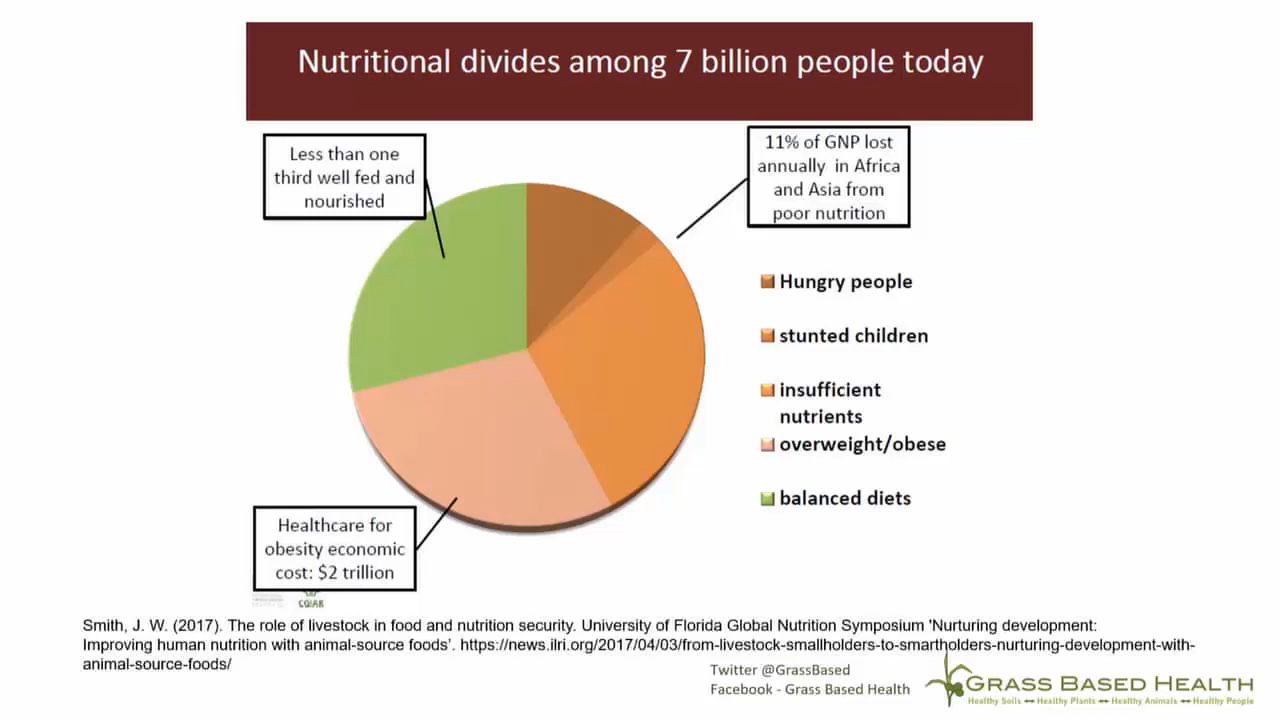 Nutritional divides among 7 billion people today
Less than one
third well fed and
nourished
11% of GNP lost
annually in Africa
and Asia from
poor nutrition
Hungry people
stunted children
insufficient
nutrients
overweight/obese
balanced diets
Healthcare for
obesity economic
cost: $2 trillion
CGIAR
Smith, J. W. (2017). The role of livestock in food and nutrition security. University of Florida Global Nutrition Symposium 'Nurturing development:
Improving human nutrition with animal-source foods'. https://news.ilri.org/2017/04/03/from-livestock-smallholders-to-smartholders-nurturing-development-with-
animal-source-foods/
Twitter @GrassBased
Facebook - Grass Based Health
GRASS BASED HEALTH
Healthy Soils ↔ Healthy Plants ↔ Healthy Animals ↔ Healthy People